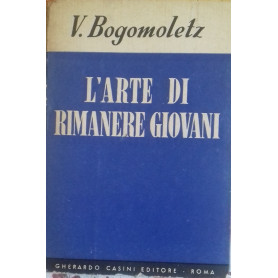 V. Bogomoletz
L'ARTE DI
RIMANERE GIOVANI
GHERARDO CASINI EDITORE - ROMA